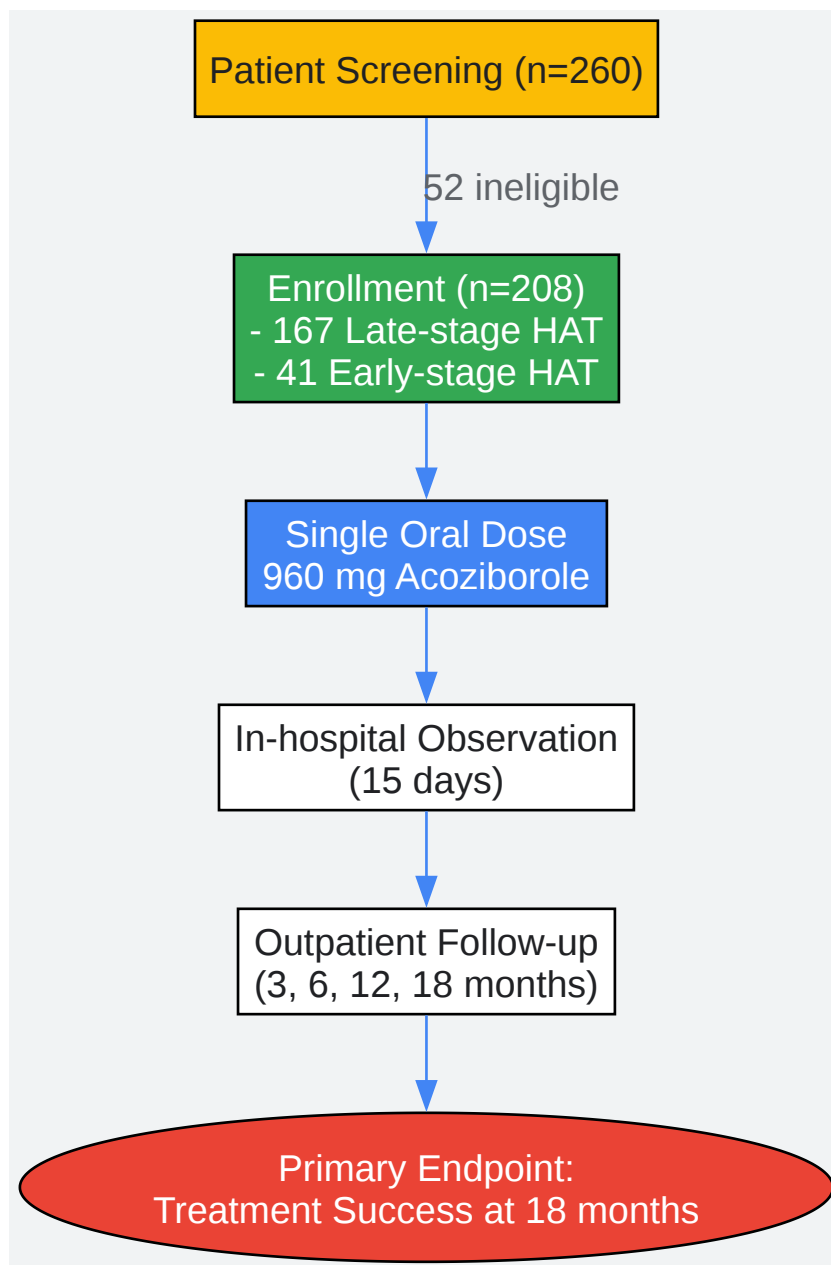 Patient Screening (n=260)
52 ineligible
Enrollment (n=208)
- 167 Late-stage HAT
- 41 Early-stage HAT
Single Oral Dose
960 mg Acoziborole
In-hospital Observation
(15 days)
Outpatient Follow-up
(3, 6, 12, 18 months)
Primary Endpoint:
Treatment Success at 18 months